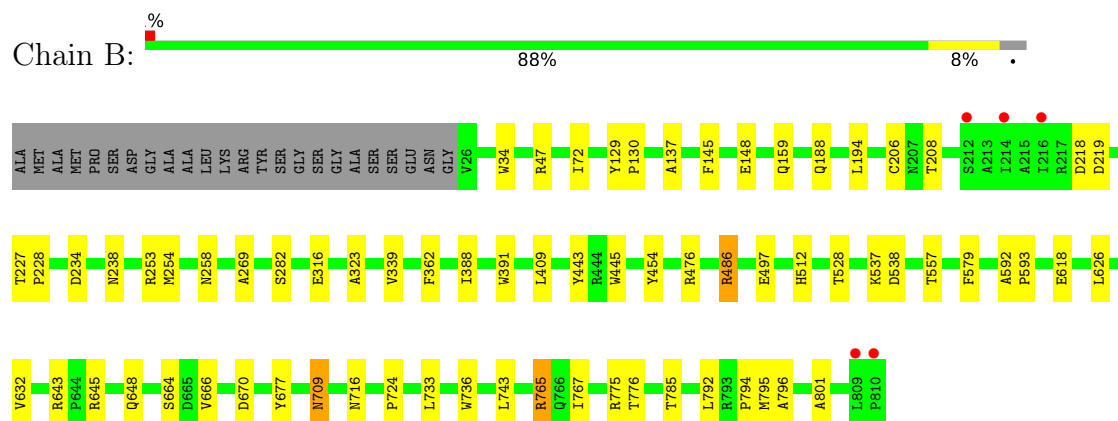 %
Chain B:
88% 8% •
ALA MET ALA MET PRO SER ASP GLY ALA ALA LEU LYS ARG TYR SER GLY SER GLY ALA SER SER GLU ASN GLY V26 W34 R47 I72 Y129 P130 A137 F145 E148 Q159 Q188 L194 C206 N207 T208 S212 A213 I214 A215 I216 R217 D218 D219
T227 P228 D234 N238 R253 M254 N258 A269 S282 E316 A323 V339 F362 I388 W391 L409 Y443 R444 W445 Y454 R476 R486 E497 H512 T528 K537 D538 T557 F579 A592 P593 E618 L626
V632 R643 P644 R645 Q648 S664 D665 V666 D670 Y677 N709 N716 P724 L733 W736 L743 R765 Q766 I767 R775 T776 T785 L792 R793 P794 M795 A796 A801 L809 P810